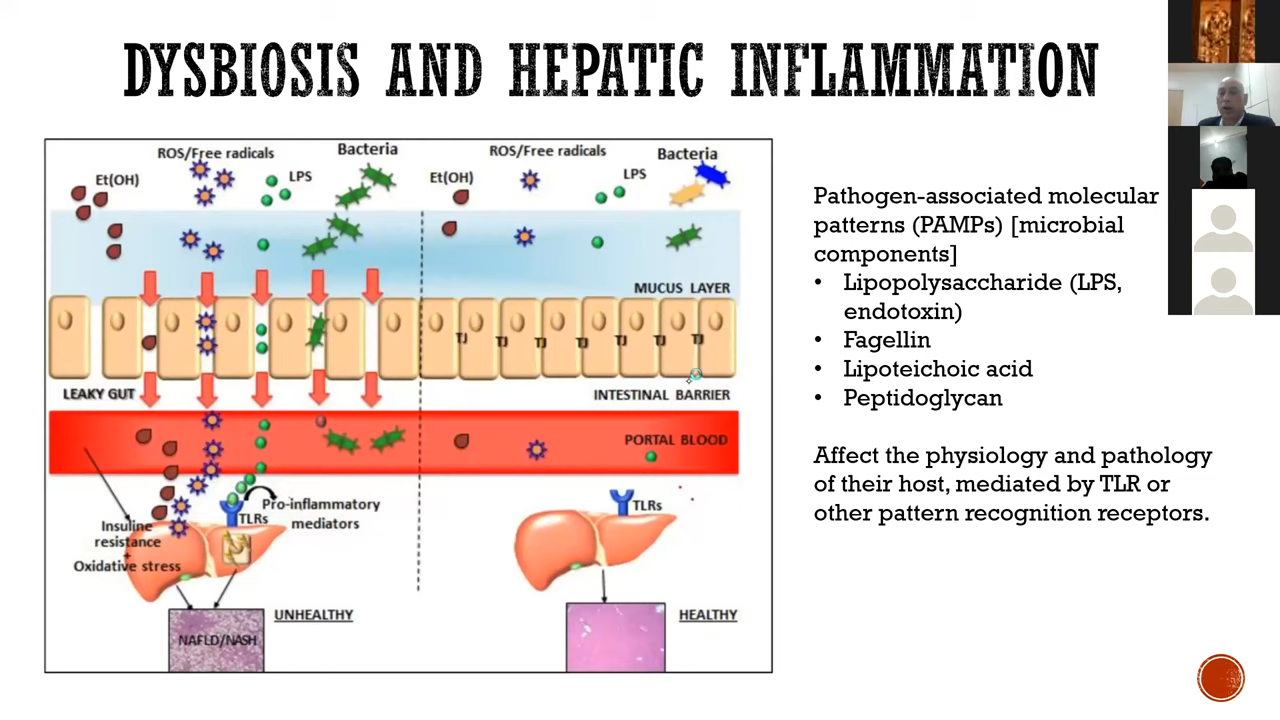 DYSBIOSIS AND HEPATIC INFLAMMATION
ROS/Free radicals
Bacteria
Et(OH)
LPS
ROS/Free radicals
Bacteria
Et(OH)
LPS
MUCUS LAYER
TJ TJ TJ TJ TJ TJ TJ
LEAKY GUT
INTESTINAL BARRIER
PORTAL BLOOD
Pro-inflammatory
mediators
TLRs
Insuline
resistance
+
Oxidative stress
TLRs
UNHEALTHY
NAFLD/NASH
HEALTHY
Pathogen-associated molecular
patterns (PAMPs) [microbial
components]
• Lipopolysaccharide (LPS,
endotoxin)
• Fagellin
• Lipoteichoic acid
• Peptidoglycan
Affect the physiology and pathology
of their host, mediated by TLR or
other pattern recognition receptors.